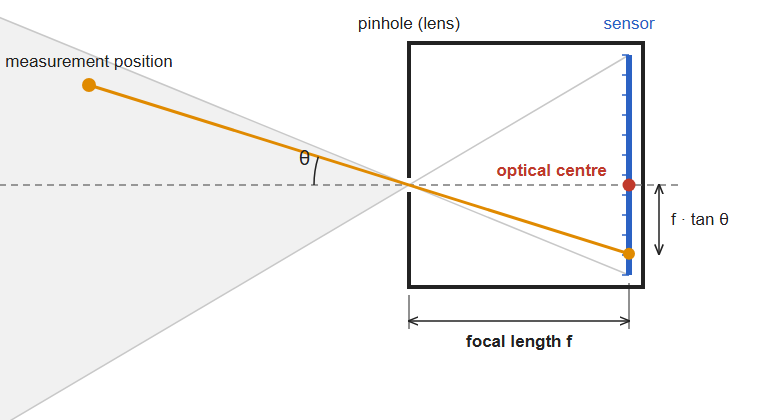 pinhole (lens)
sensor
measurement position
θ
optical centre
f · tan θ
focal length f